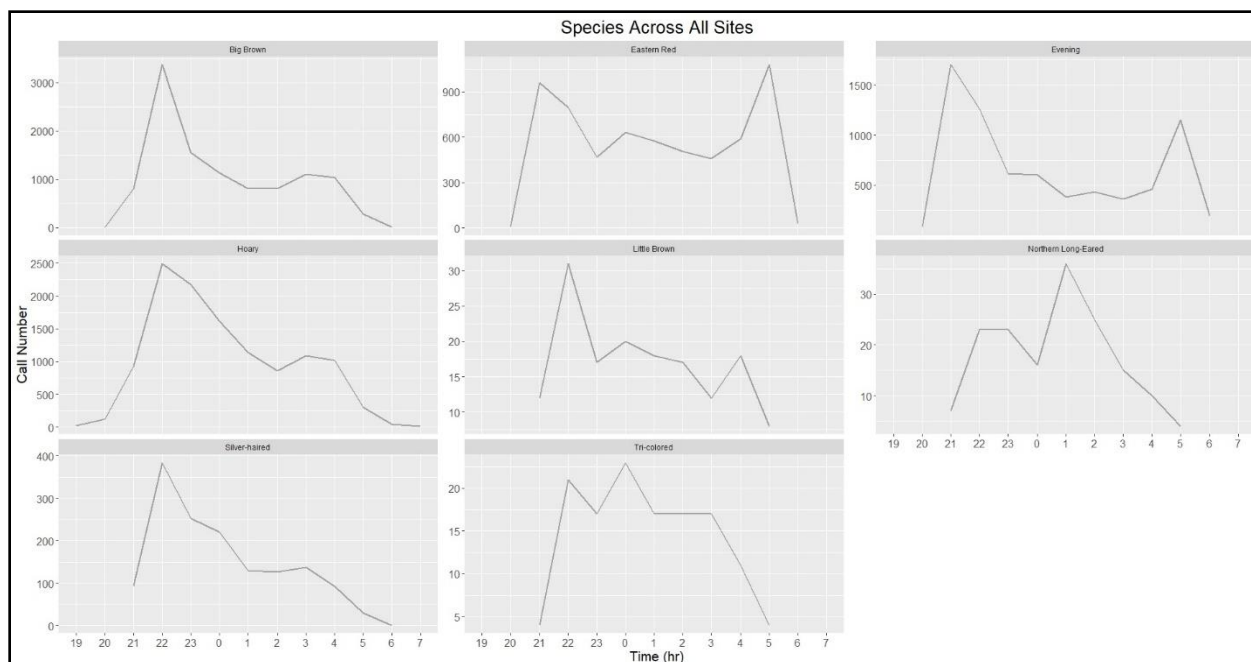 Species Across All Sites
Big Brown
Eastern Red
Evening
3000
2000
1000
0
900
600
300
0
1500
1000
500
Hoary
Little Brown
Northern Long-Eared
Call Number
2500
2000
1500
1000
500
0
30
25
20
15
10
30
20
10
19 20 21 22 23 0 1 2 3 4 5 6 7
Silver-haired
Tri-colored
400
300
200
100
0
20
15
10
5
19 20 21 22 23 0 1 2 3 4 5 6 7
19 20 21 22 23 0 1 2 3 4 5 6 7
Time (hr)